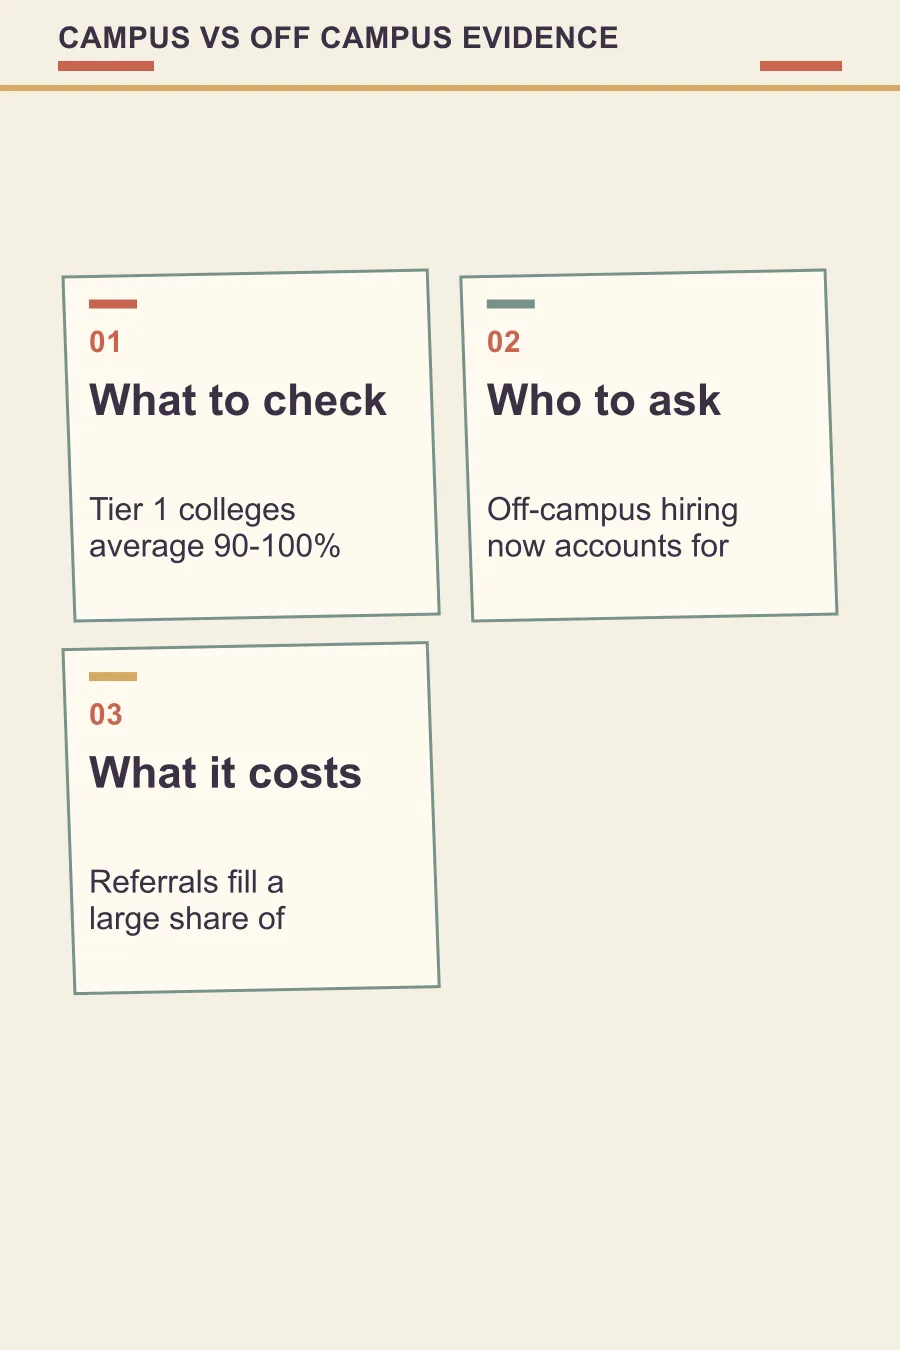 CAMPUS VS OFF CAMPUS EVIDENCE
01
What to check
Tier 1 colleges
average 90-100%
02
Who to ask
Off-campus hiring
now accounts for
03
What it costs
Referrals fill a
large share of